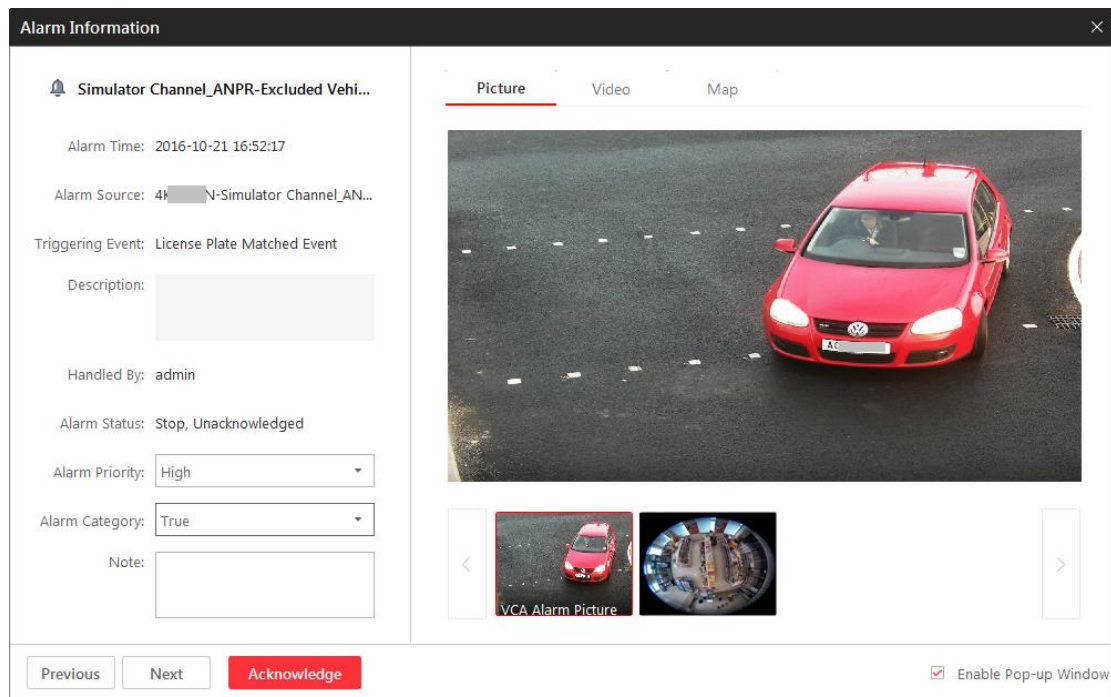 Alarm Information
Simulator Channel_ANPR-Excluded Vehi...
Alarm Time: 2016-10-21 16:52:17
Alarm Source: 4K N-Simulator Channel_AN...
Triggering Event: License Plate Matched Event
Description:
Handled By: admin
Alarm Status: Stop, Unacknowledged
Alarm Priority: High
Alarm Category: True
Note:
Picture Video Map
VCA Alarm Picture
Previous Next Acknowledge
Enable Pop-up Window